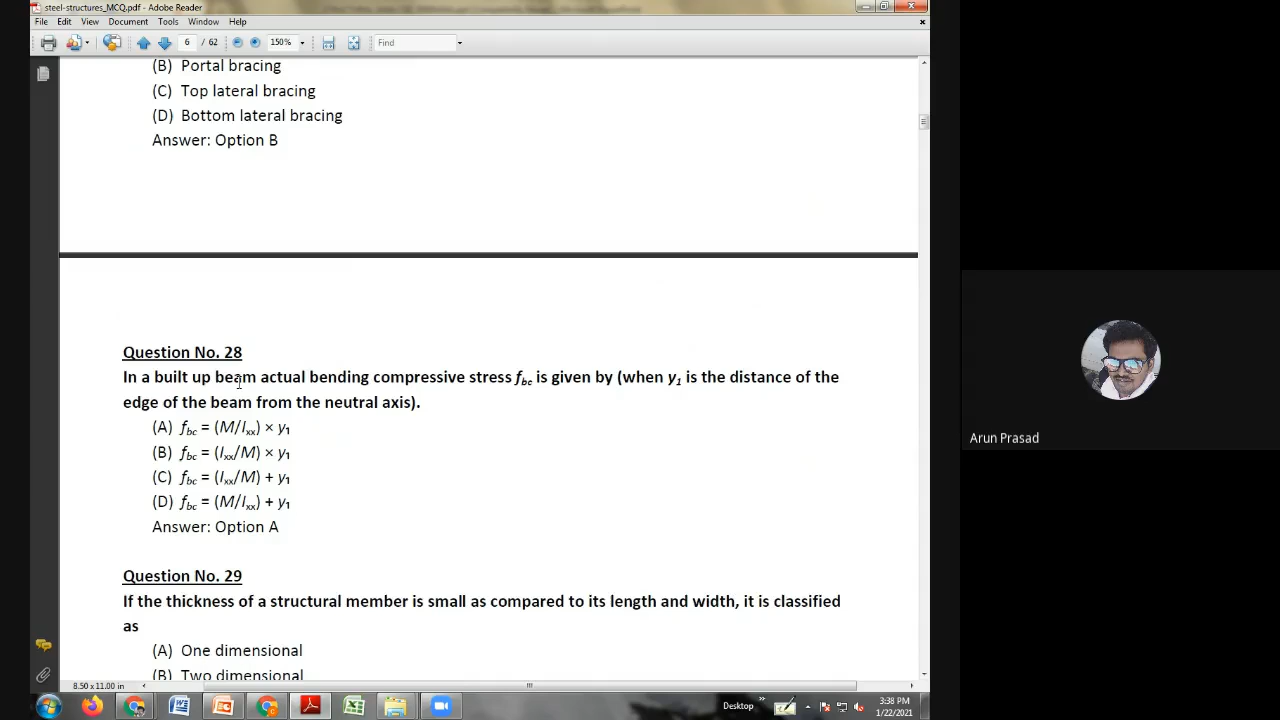 steel-structures_MCQ.pdf - Adobe Reader
File Edit View Document Tools Window Help
6 / 62 150% Find
(B) Portal bracing
(C) Top lateral bracing
(D) Bottom lateral bracing
Answer: Option B
Question No. 28
In a built up beam actual bending compressive stress fbc is given by (when y1 is the distance of the
edge of the beam from the neutral axis).
(A) fbc = (M/Ixx) × y1
(B) fbc = (Ixx/M) × y1
(C) fbc = (Ixx/M) + y1
(D) fbc = (M/Ixx) + y1
Answer: Option A
Question No. 29
If the thickness of a structural member is small as compared to its length and width, it is classified
as
(A) One dimensional
(B) Two dimensional
8.50 x 11.00 in
Arun Prasad
Desktop
3:38 PM
1/22/2021